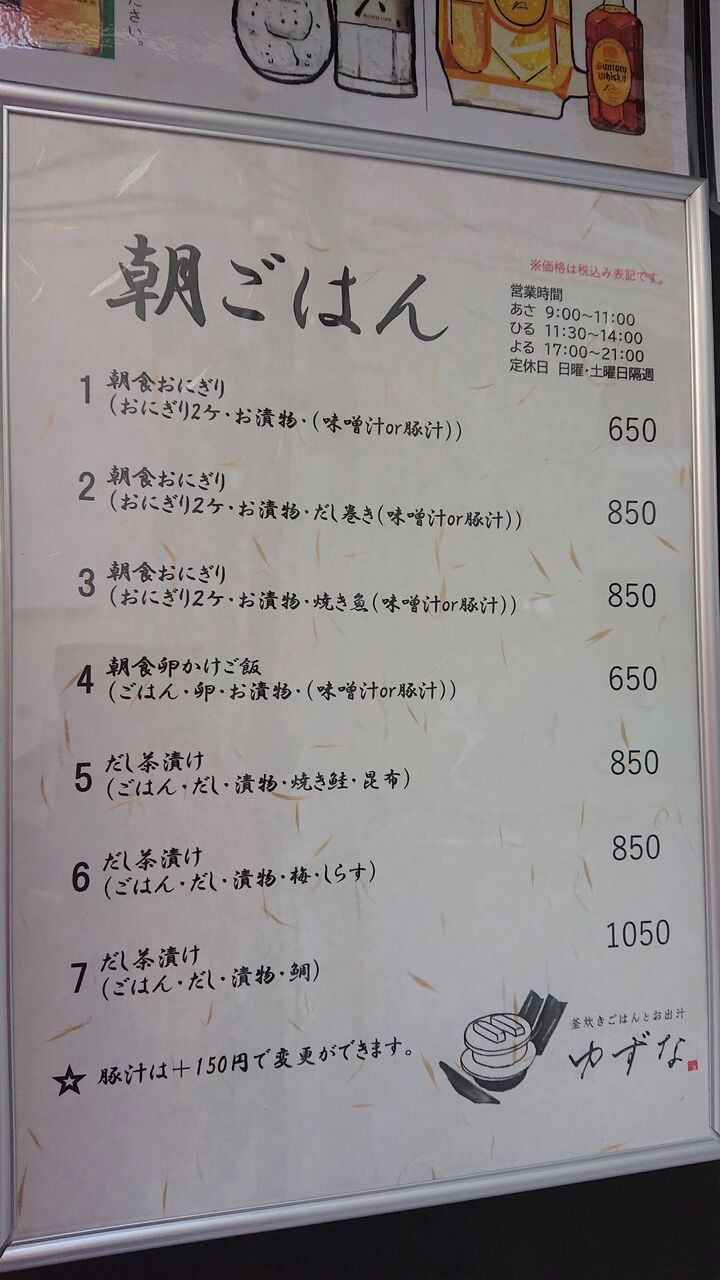 ださい。
Suntory
Whisky
朝ごはん
※価格は税込み表記です。
営業時間
あさ 9:00～11:00
ひる 11:30～14:00
よる 17:00～21:00
定休日 日曜・土曜日隔週
1 朝食おにぎり
(おにぎり2ケ・お漬物・(味噌汁or豚汁)) 650
2 朝食おにぎり
(おにぎり2ケ・お漬物・だし巻き(味噌汁or豚汁)) 850
3 朝食おにぎり
(おにぎり2ケ・お漬物・焼き魚(味噌汁or豚汁)) 850
4 朝食卵かけご飯
(ごはん・卵・お漬物・(味噌汁or豚汁)) 650
5 だし茶漬け
(ごはん・だし・漬物・焼き鮭・昆布) 850
6 だし茶漬け
(ごはん・だし・漬物・梅・しらす) 850
7 だし茶漬け
(ごはん・だし・漬物・鯛) 1050
☆ 豚汁は＋150円で変更ができます。
釜炊きごはんとお出汁
ゆずな